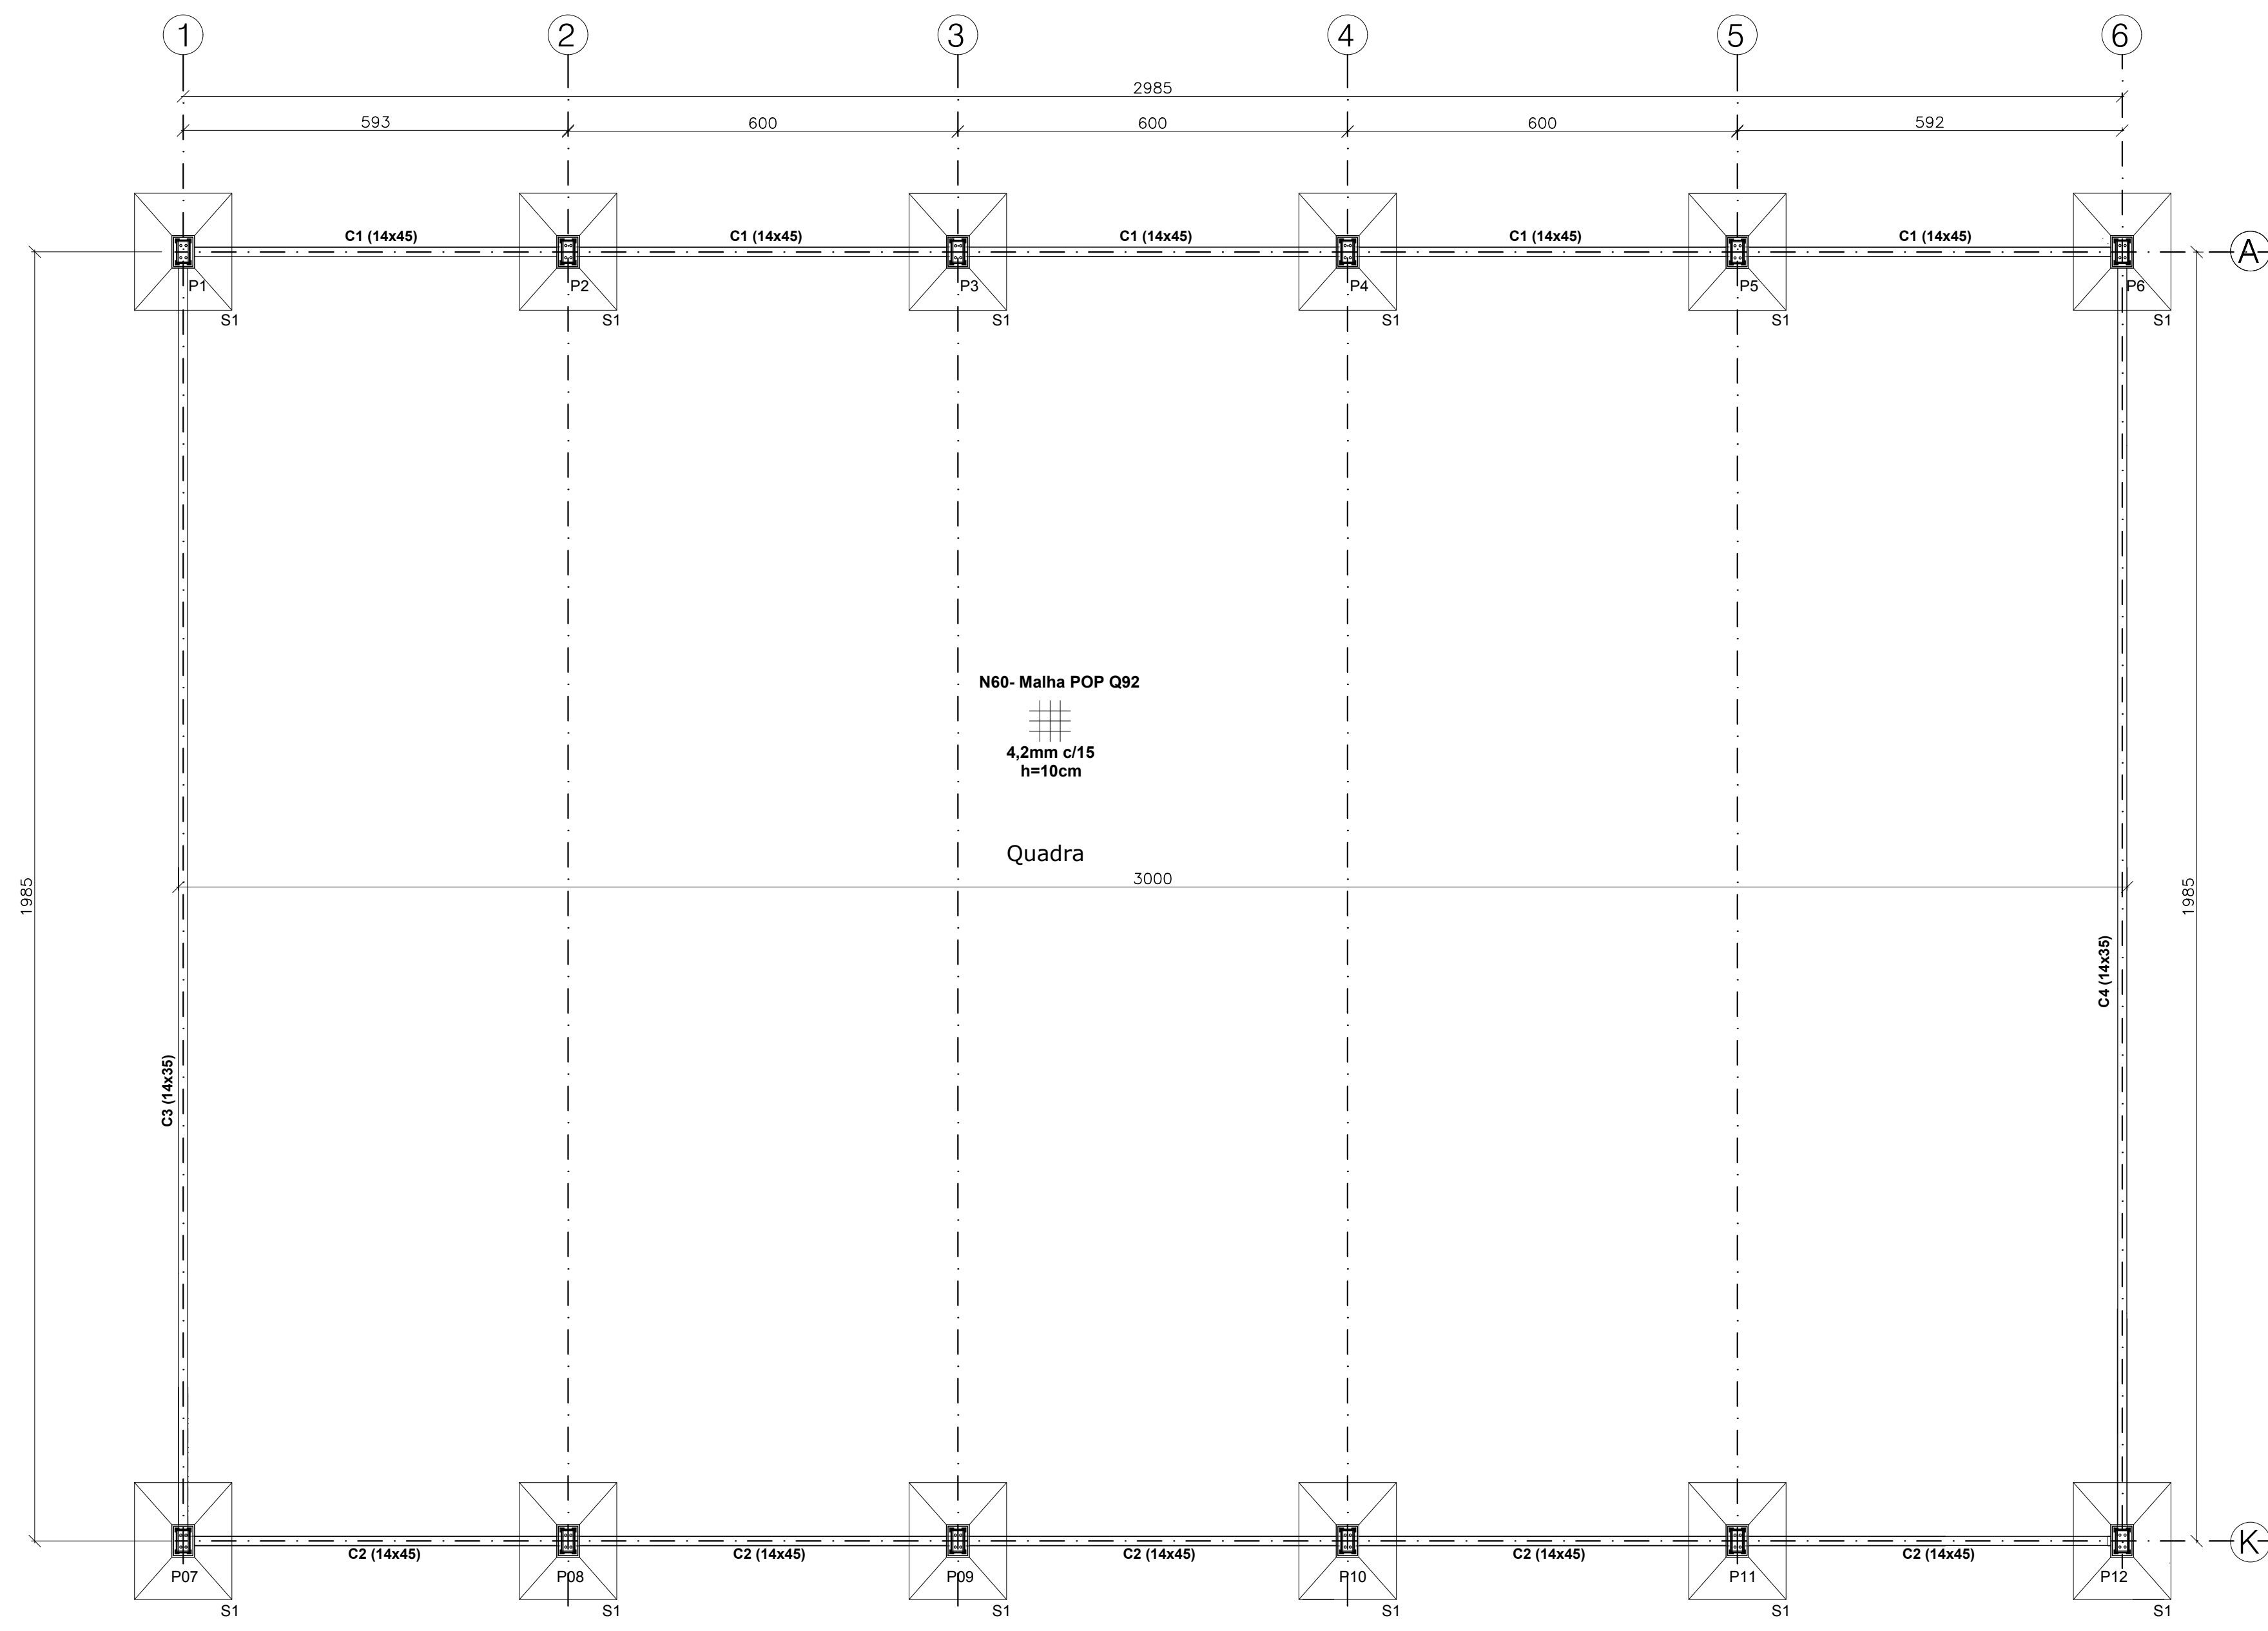 1 2 3 4 5 6
2985
593 600 600 600 592
C1 (14x45) C1 (14x45) C1 (14x45) C1 (14x45) C1 (14x45)
A
P1 P2 P3 P4 P5 P6
S1 S1 S1 S1 S1 S1
N60- Malha POP Q92
4,2mm c/15
h=10cm
Quadra
3000
1985
1985
C4 (14x35)
C3 (14x35)
K
C2 (14x45) C2 (14x45) C2 (14x45) C2 (14x45) C2 (14x45)
P07 P08 P09 P10 P11 P12
S1 S1 S1 S1 S1 S1